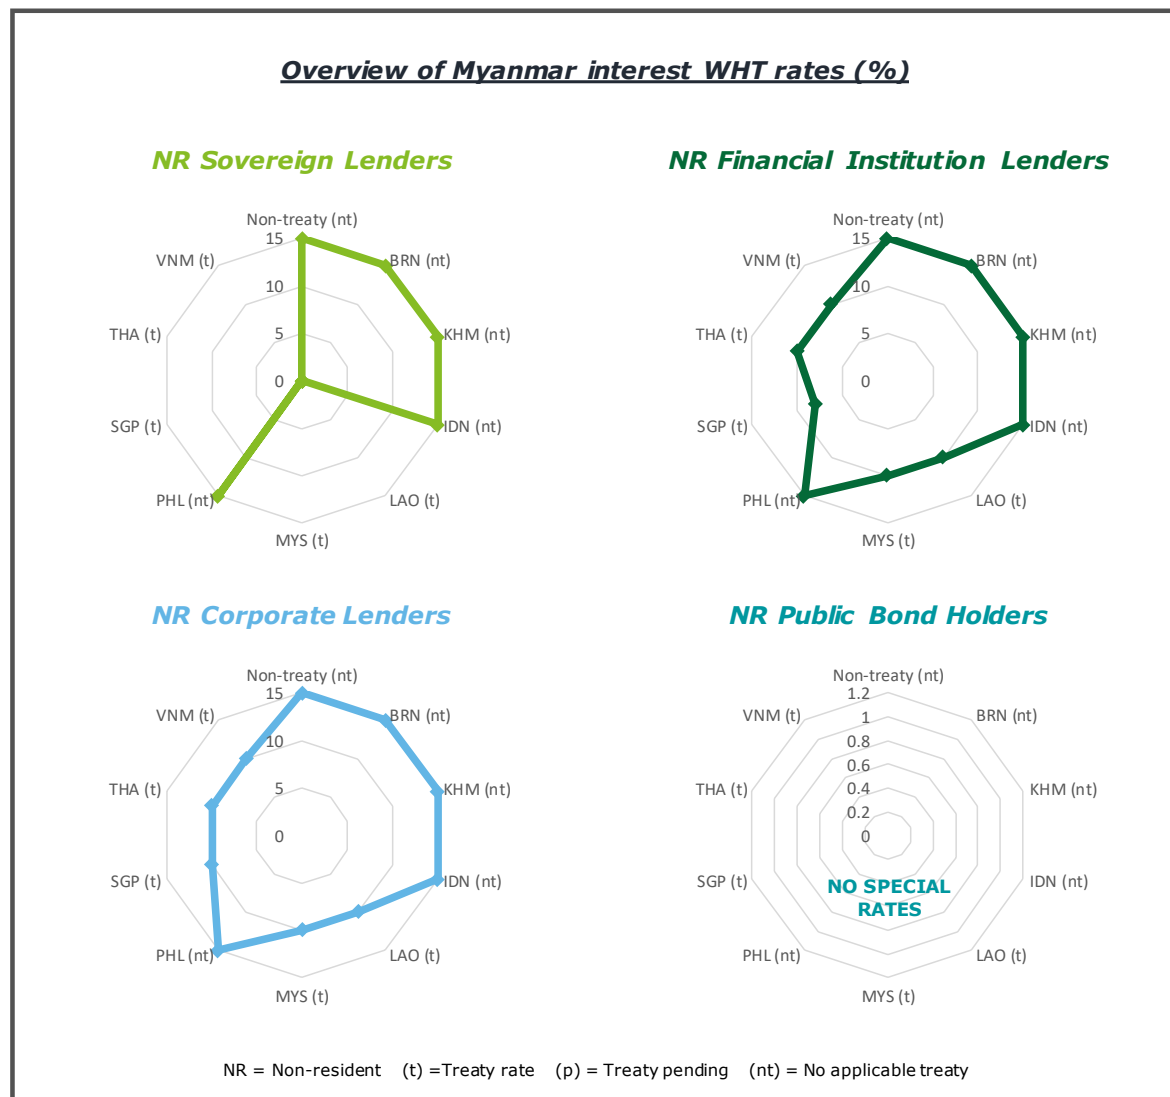 Overview of Myanmar interest WHT rates (%)
NR Sovereign Lenders
Non-treaty (nt)
15
BRN (nt)
VNM (t)
10
THA (t)
KHM (nt)
5
0
SGP (t)
IDN (nt)
PHL (nt)
LAO (t)
MYS (t)
NR Financial Institution Lenders
Non-treaty (nt)
15
BRN (nt)
VNM (t)
10
THA (t)
KHM (nt)
5
0
SGP (t)
IDN (nt)
PHL (nt)
LAO (t)
MYS (t)
NR Corporate Lenders
Non-treaty (nt)
15
BRN (nt)
VNM (t)
10
THA (t)
KHM (nt)
5
0
SGP (t)
IDN (nt)
PHL (nt)
LAO (t)
MYS (t)
NR Public Bond Holders
Non-treaty (nt)
1.2
BRN (nt)
VNM (t)
1
0.8
0.6
THA (t)
KHM (nt)
0.4
0.2
0
SGP (t)
IDN (nt)
NO SPECIAL
RATES
PHL (nt)
LAO (t)
MYS (t)
NR = Non-resident (t) =Treaty rate (p) = Treaty pending (nt) = No applicable treaty